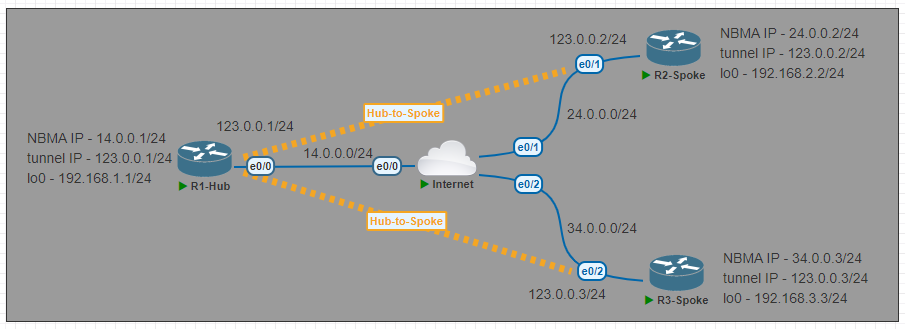 123.0.0.2/24
NBMA IP - 24.0.0.2/24
tunnel IP - 123.0.0.2/24
lo0 - 192.168.2.2/24
e0/1
R2-Spoke
Hub-to-Spoke
24.0.0.0/24
123.0.0.1/24
NBMA IP - 14.0.0.1/24
tunnel IP - 123.0.0.1/24
lo0 - 192.168.1.1/24
R1-Hub
e0/0
14.0.0.0/24
e0/0
Internet
e0/1
e0/2
Hub-to-Spoke
34.0.0.0/24
e0/2
123.0.0.3/24
R3-Spoke
NBMA IP - 34.0.0.3/24
tunnel IP - 123.0.0.3/24
lo0 - 192.168.3.3/24